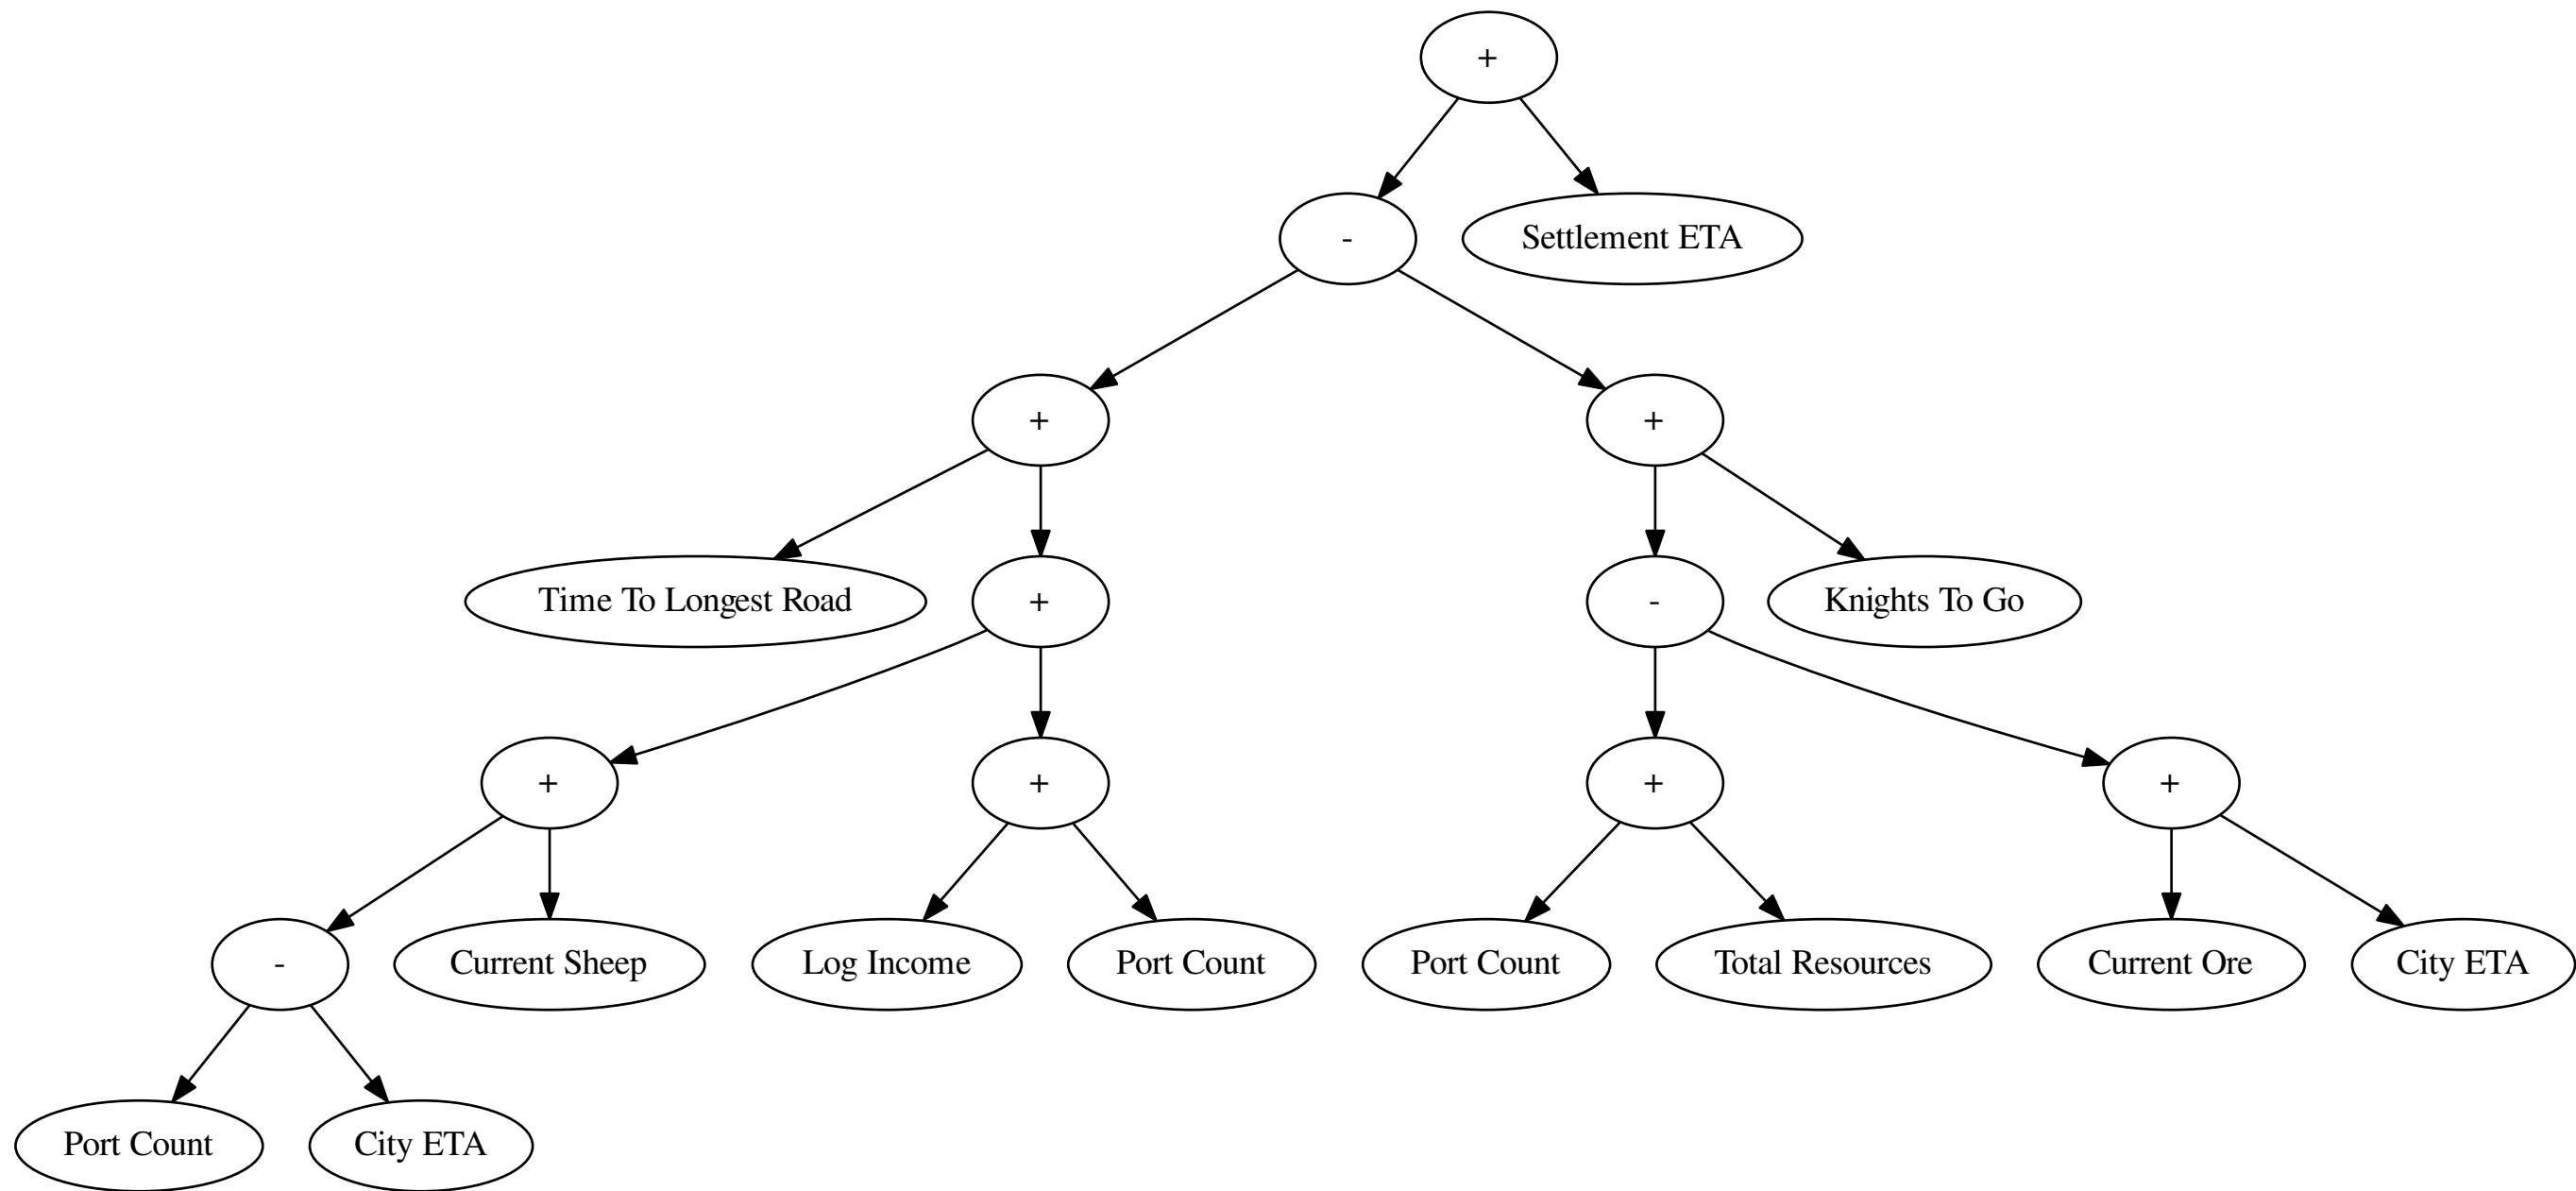 +
-
Settlement ETA
+
+
Time To Longest Road
+
-
Knights To Go
+
+
+
+
-
Current Sheep
Log Income
Port Count
Port Count
Total Resources
Current Ore
City ETA
Port Count
City ETA